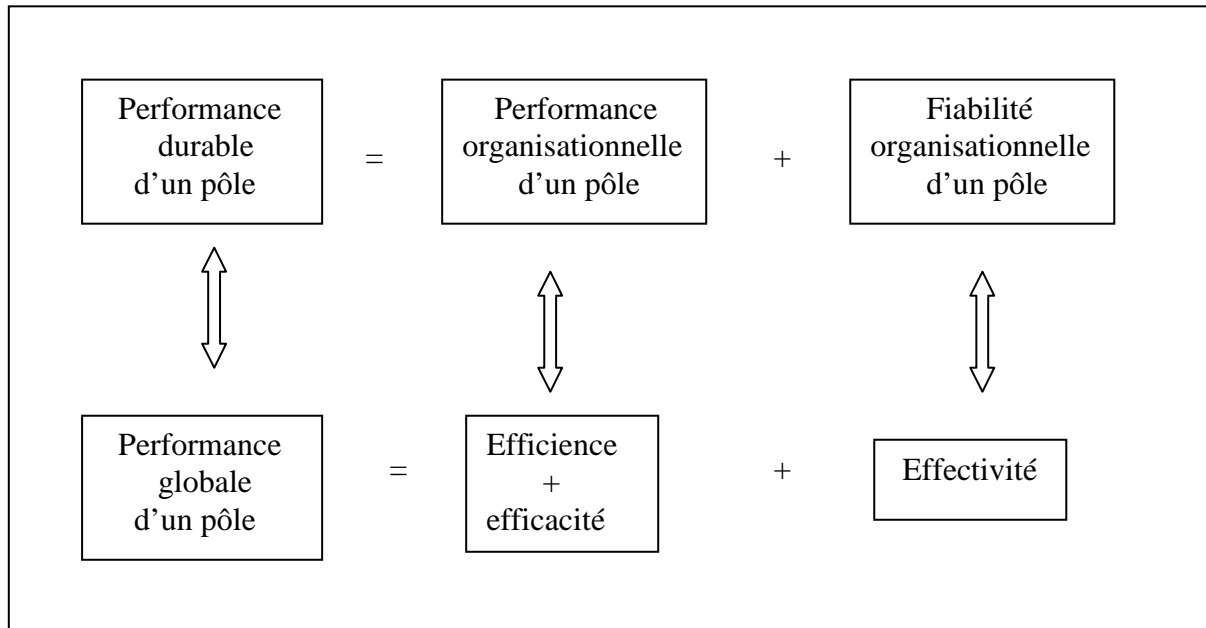 Performance
durable
d’un pôle
=
Performance
organisationnelle
d’un pôle
+
Fiabilité
organisationnelle
d’un pôle
Performance
globale
d’un pôle
=
Efficience
+
efficacité
+
Effectivité